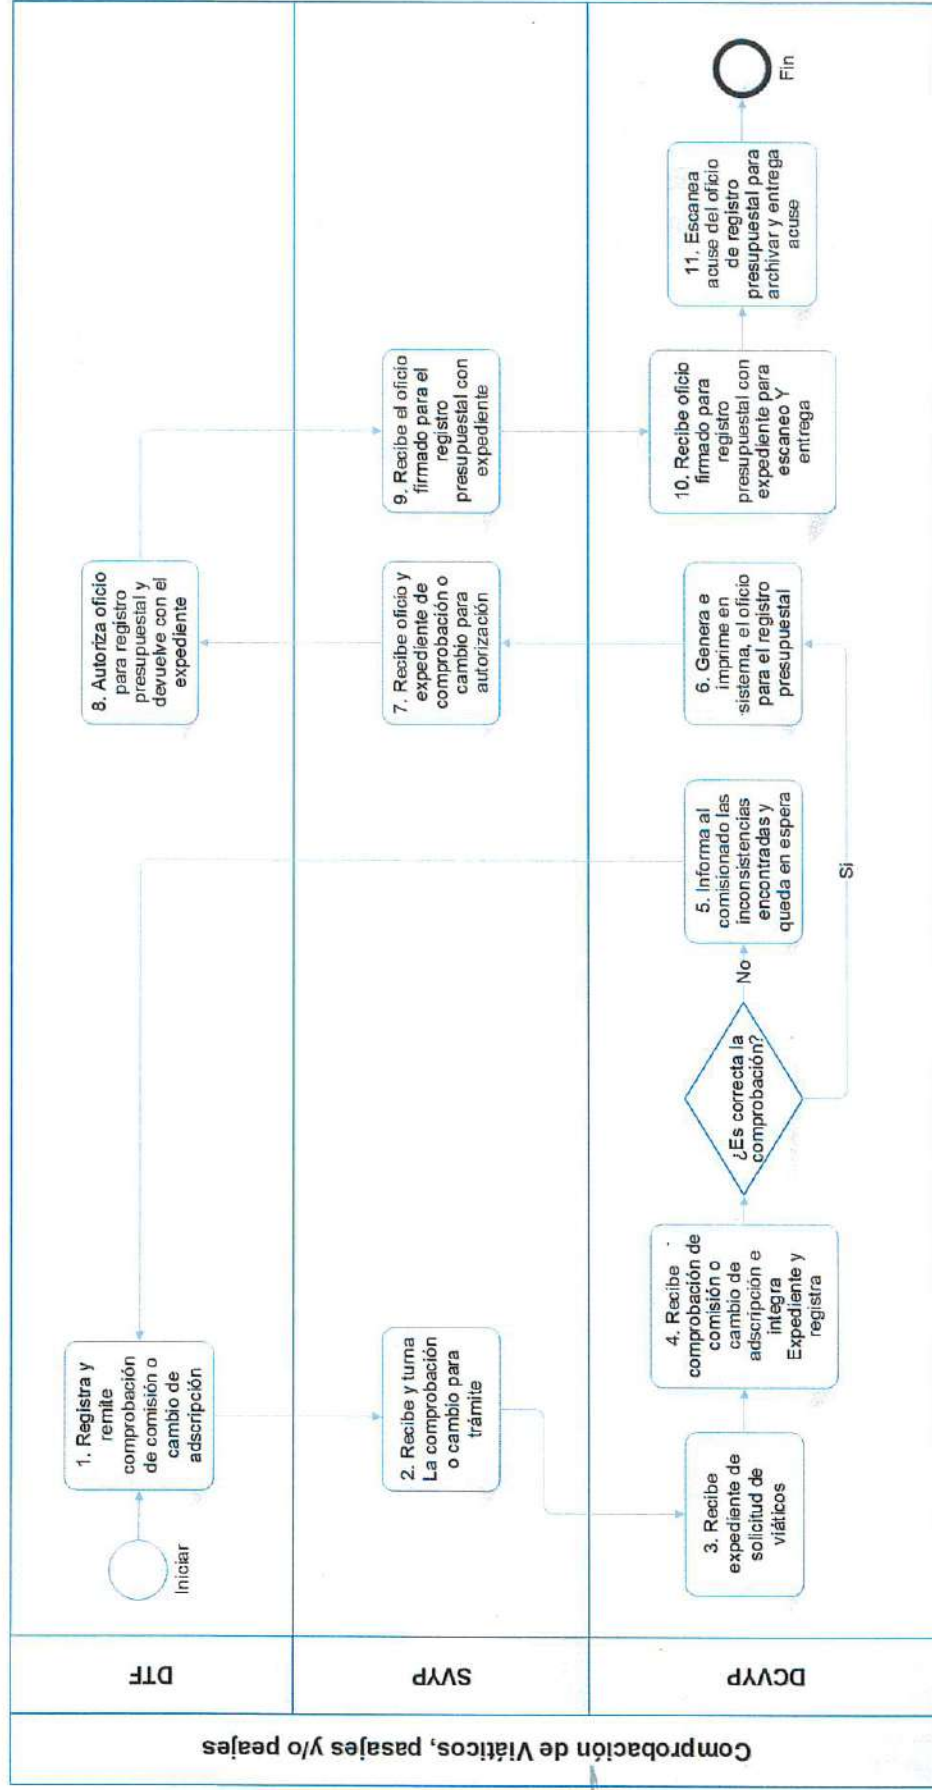 Comprobación de Viáticos, pasajes y/o peajes
DTF
SVYP
DCVYP
Iniciar
1. Registra y
remite
comprobación
de comisión o
cambio de
adscripción
2. Recibe y turna
La comprobación
o cambio para
trámite
3. Recibe
expediente de
solicitud de
viáticos
4. Recibe
comprobación de
comisión o
cambio de
adscripción e
integra
Expediente y
registra
¿Es correcta la
comprobación?
No
Si
5. Informa al
comisionado las
inconsistencias
encontradas y
queda en espera
6. Genera e
imprime en
sistema, el oficio
para el registro
presupuestal
7. Recibe oficio y
expediente de
comprobación o
cambio para
autorización
8. Autoriza oficio
para registro
presupuestal y
devuelve con el
expediente
9. Recibe el oficio
firmado para el
registro
presupuestal con
expediente
10. Recibe oficio
firmado para
registro
presupuestal con
expediente para
escaneo Y
entrega
11. Escanea
acuse del oficio
de registro
presupuestal para
archivar y entrega
acuse
Fin